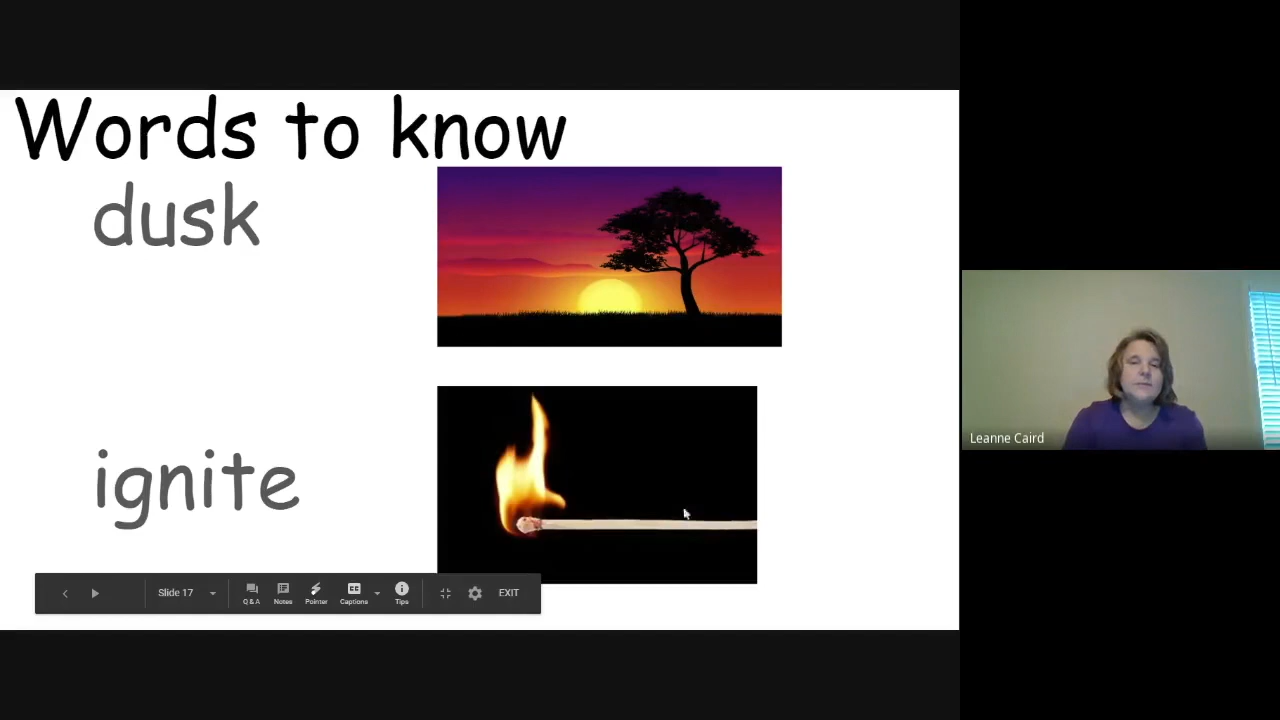 Words to know
dusk
ignite
Slide 17
Q & A
Notes
Pointer
Captions
Tips
EXIT
Leanne Caird